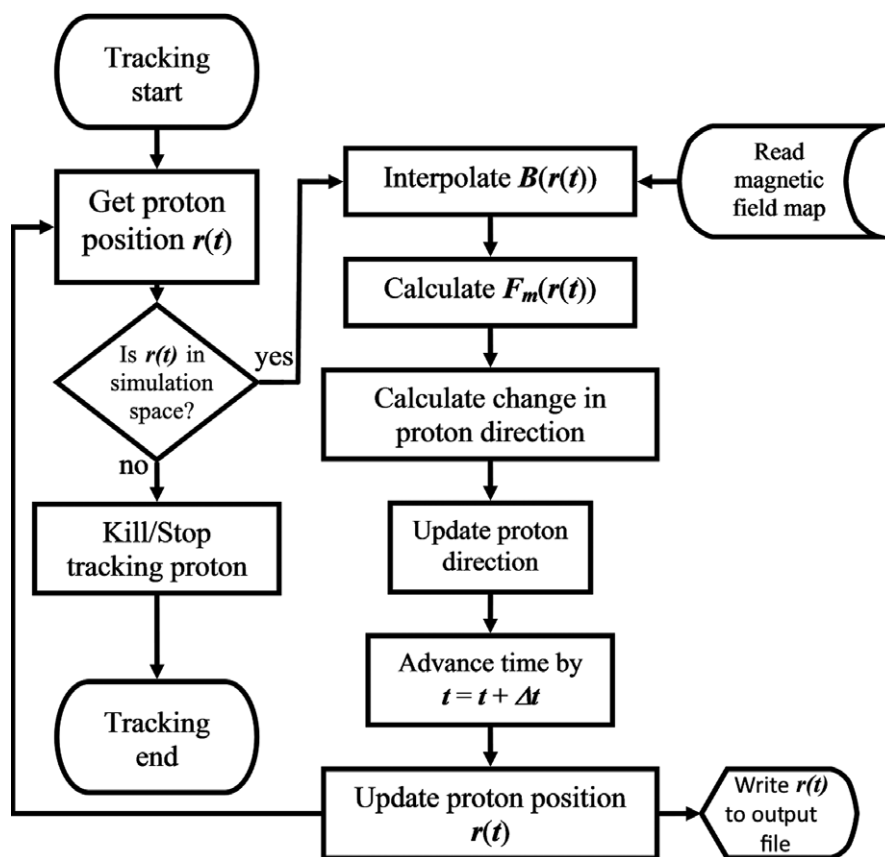 Tracking
start
Get proton
position r(t)
Is r(t) in
simulation
space?
yes
no
Kill/Stop
tracking proton
Tracking
end
Interpolate B(r(t))
Read
magnetic
field map
Calculate Fm(r(t))
Calculate change in
proton direction
Update proton
direction
Advance time by
t = t + Δt
Update proton position
r(t)
Write r(t)
to output
file